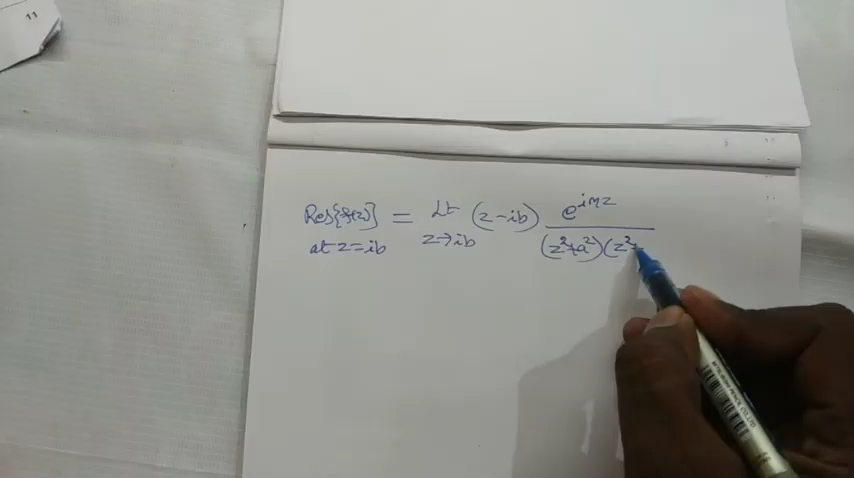 Res{f(z)} = Lt (z-ib) e^{imz} / (z²+a²)(z²+
at z=ib z→ib